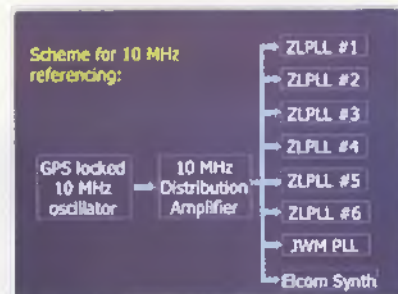 Scheme for 10 MHz
referencing:
GPS locked
10 MHz
oscillator
10 MHz
Distribution
Amplifier
ZLPLL #1
ZLPLL #2
ZLPLL #3
ZLPLL #4
ZLPLL #5
ZLPLL #6
JWM PLL
Elcom Synth